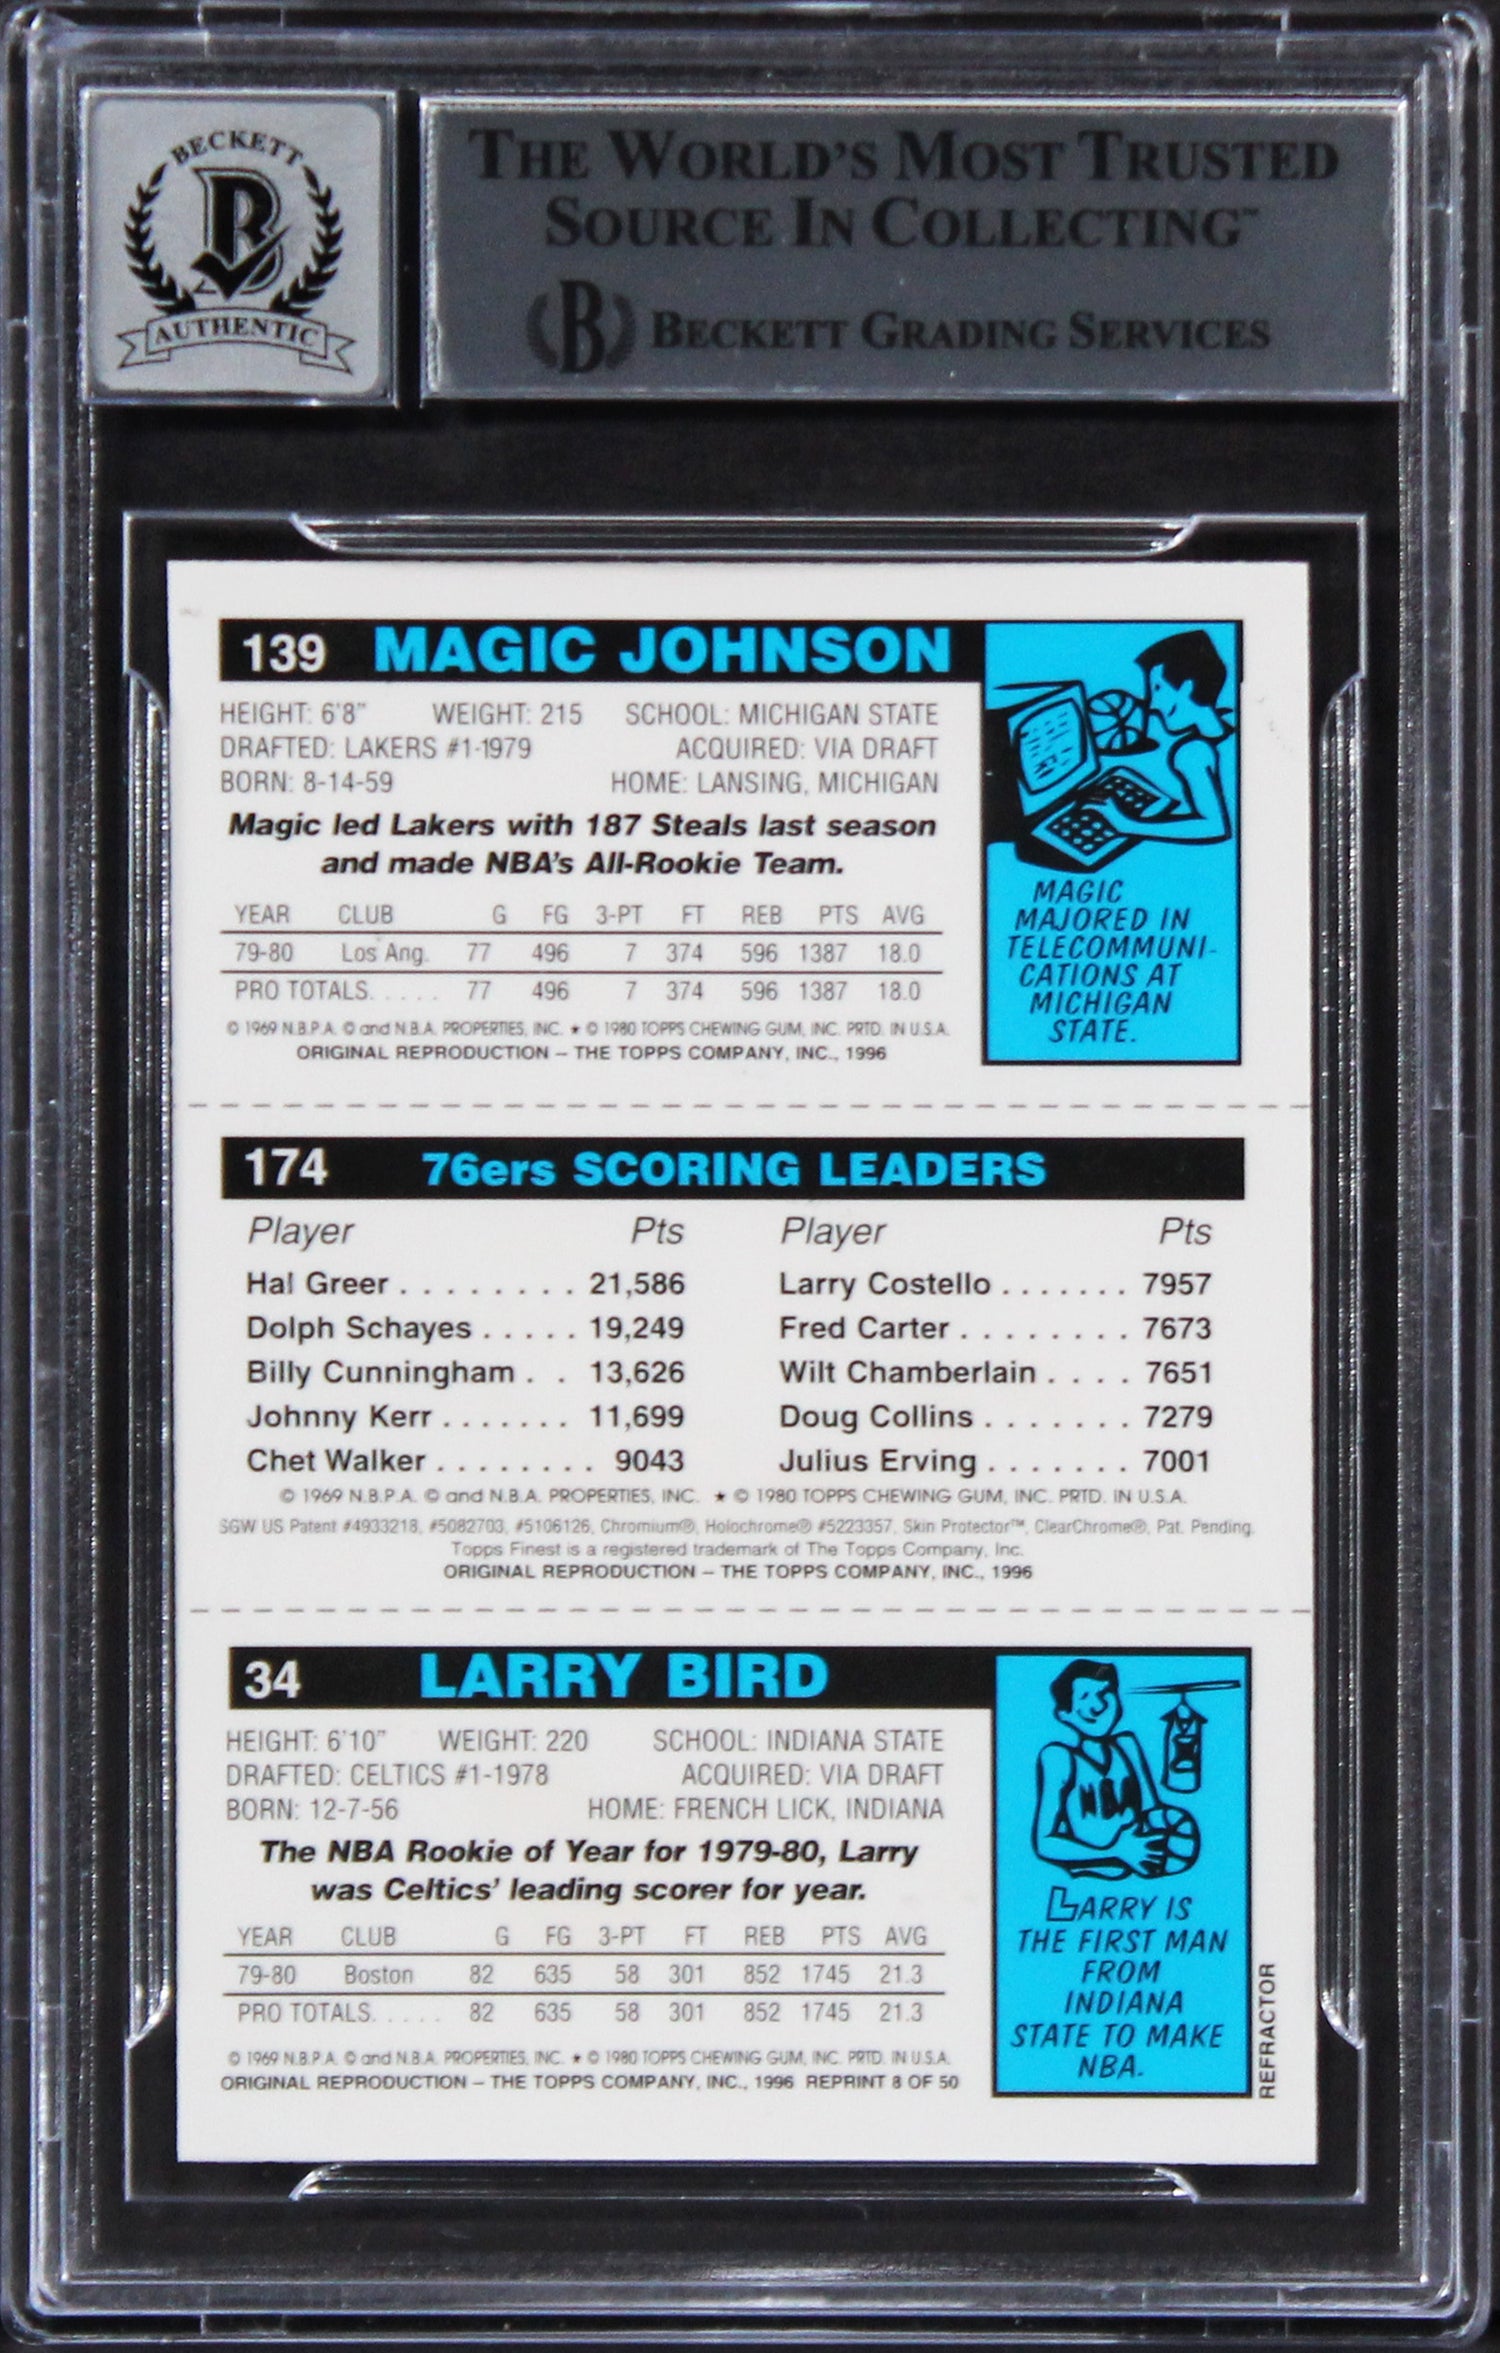 BECKETT
B
AUTHENTIC
THE WORLD'S MOST TRUSTED
SOURCE IN COLLECTING™
B BECKETT GRADING SERVICES
139 MAGIC JOHNSON
HEIGHT: 6'8" WEIGHT: 215 SCHOOL: MICHIGAN STATE
DRAFTED: LAKERS #1-1979 ACQUIRED: VIA DRAFT
BORN: 8-14-59 HOME: LANSING, MICHIGAN
Magic led Lakers with 187 Steals last season
and made NBA's All-Rookie Team.
YEAR CLUB G FG 3-PT FT REB PTS AVG
79-80 Los Ang. 77 496 7 374 596 1387 18.0
PRO TOTALS. . . . . 77 496 7 374 596 1387 18.0
© 1969 N.B.P.A. © and N.B.A. PROPERTIES, INC. ★ © 1980 TOPPS CHEWING GUM, INC. PRTD. IN U.S.A.
ORIGINAL REPRODUCTION – THE TOPPS COMPANY, INC., 1996
MAGIC
MAJORED IN
TELECOMMUNI-
CATIONS AT
MICHIGAN
STATE.
174 76ers SCORING LEADERS
Player Pts Player Pts
Hal Greer . . . . . . . . 21,586 Larry Costello . . . . . . . 7957
Dolph Schayes . . . . . 19,249 Fred Carter . . . . . . . . 7673
Billy Cunningham . . 13,626 Wilt Chamberlain . . . . 7651
Johnny Kerr . . . . . . . 11,699 Doug Collins . . . . . . . 7279
Chet Walker . . . . . . . . 9043 Julius Erving . . . . . . . 7001
© 1969 N.B.P.A. © and N.B.A. PROPERTIES, INC. ★ © 1980 TOPPS CHEWING GUM, INC. PRTD. IN U.S.A.
SGW US Patent #4933218, #5082703, #5106126, Chromium®, Holochrome® #5223357, Skin Protector™, ClearChrome®, Pat. Pending.
Topps Finest is a registered trademark of The Topps Company, Inc.
ORIGINAL REPRODUCTION – THE TOPPS COMPANY, INC., 1996
34 LARRY BIRD
HEIGHT: 6'10" WEIGHT: 220 SCHOOL: INDIANA STATE
DRAFTED: CELTICS #1-1978 ACQUIRED: VIA DRAFT
BORN: 12-7-56 HOME: FRENCH LICK, INDIANA
The NBA Rookie of Year for 1979-80, Larry
was Celtics' leading scorer for year.
YEAR CLUB G FG 3-PT FT REB PTS AVG
79-80 Boston 82 635 58 301 852 1745 21.3
PRO TOTALS. . . . . 82 635 58 301 852 1745 21.3
© 1969 N.B.P.A. © and N.B.A. PROPERTIES, INC. ★ © 1980 TOPPS CHEWING GUM, INC. PRTD. IN U.S.A.
ORIGINAL REPRODUCTION – THE TOPPS COMPANY, INC., 1996 REPRINT 8 OF 50
NBA
LARRY IS
THE FIRST MAN
FROM
INDIANA
STATE TO MAKE
NBA.
REFRACTOR